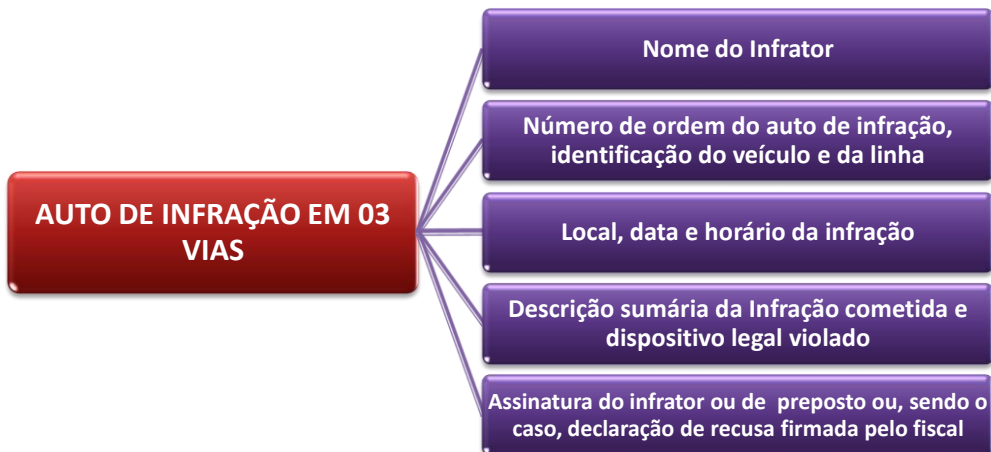 Nome do Infrator
Número de ordem do auto de infração,
identificação do veículo e da linha
AUTO DE INFRAÇÃO EM 03
VIAS
Local, data e horário da infração
Descrição sumária da Infração cometida e
dispositivo legal violado
Assinatura do infrator ou de preposto ou, sendo o
caso, declaração de recusa firmada pelo fiscal